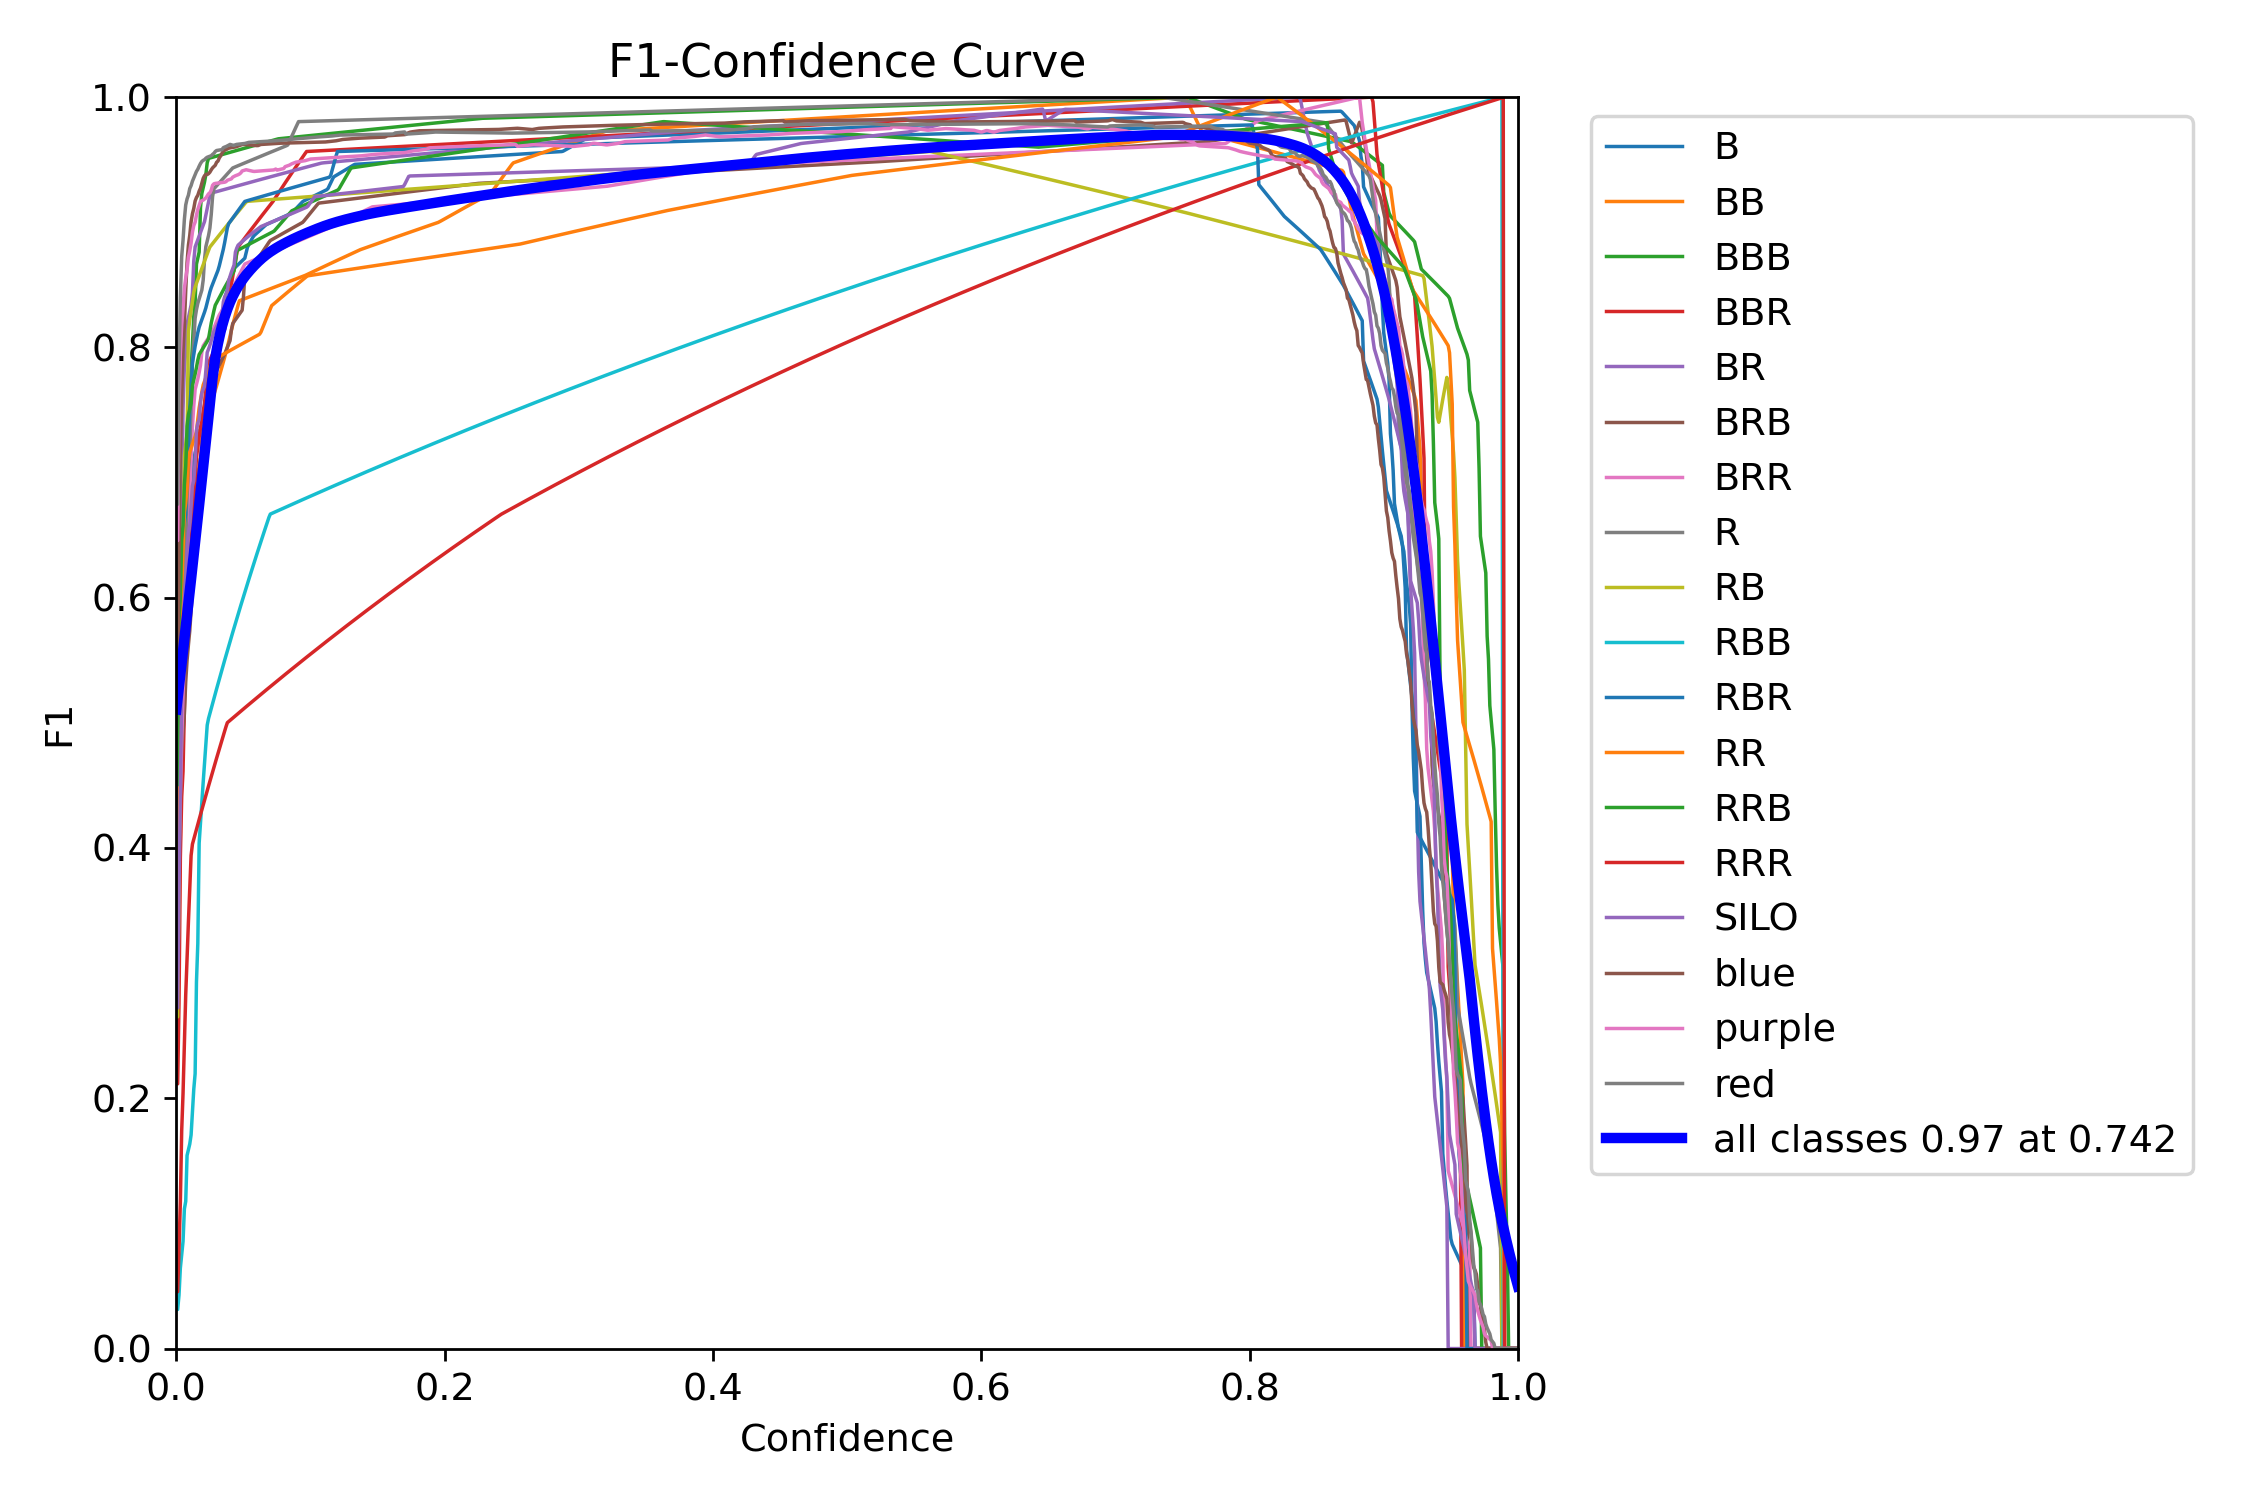 F1-Confidence Curve
1.0
0.8
0.6
0.4
0.2
0.0
F1
0.0 0.2 0.4 0.6 0.8 1.0
Confidence
B
BB
BBB
BBR
BR
BRB
BRR
R
RB
RBB
RBR
RR
RRB
RRR
SILO
blue
purple
red
all classes 0.97 at 0.742